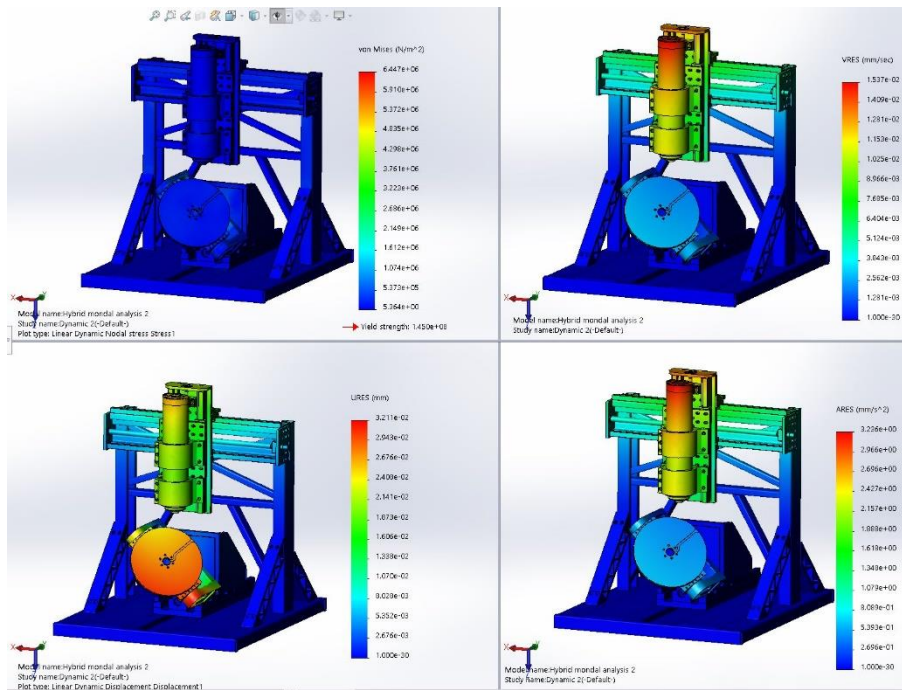 von Mises (N/m^2)
6.447e+06
5.910e+06
5.372e+06
4.835e+06
4.298e+06
3.761e+06
3.223e+06
2.686e+06
2.149e+06
1.612e+06
1.074e+06
5.373e+05
5.364e+00
Yield strength: 1.450e+08
Model name:Hybrid mondal analysis 2
Study name:Dynamic 2(-Default-)
Plot type: Linear Dynamic Nodal stress Stress1
VRES (mm/sec)
1.537e-02
1.409e-02
1.281e-02
1.153e-02
1.025e-02
8.966e-03
7.685e-03
6.404e-03
5.124e-03
3.843e-03
2.562e-03
1.281e-03
1.000e-30
Model name:Hybrid mondal analysis 2
Study name:Dynamic 2(-Default-)
URES (mm)
3.211e-02
2.943e-02
2.676e-02
2.408e-02
2.141e-02
1.873e-02
1.606e-02
1.338e-02
1.070e-02
8.028e-03
5.352e-03
2.676e-03
1.000e-30
Model name:Hybrid mondal analysis 2
Study name:Dynamic 2(-Default-)
Plot type: Linear Dynamic Displacement Displacement1
ARES (mm/s^2)
3.226e+00
2.966e+00
2.696e+00
2.427e+00
2.157e+00
1.888e+00
1.618e+00
1.348e+00
1.079e+00
8.089e-01
5.393e-01
2.696e-01
1.000e-30
Model name:Hybrid mondal analysis 2
Study name:Dynamic 2(-Default-)